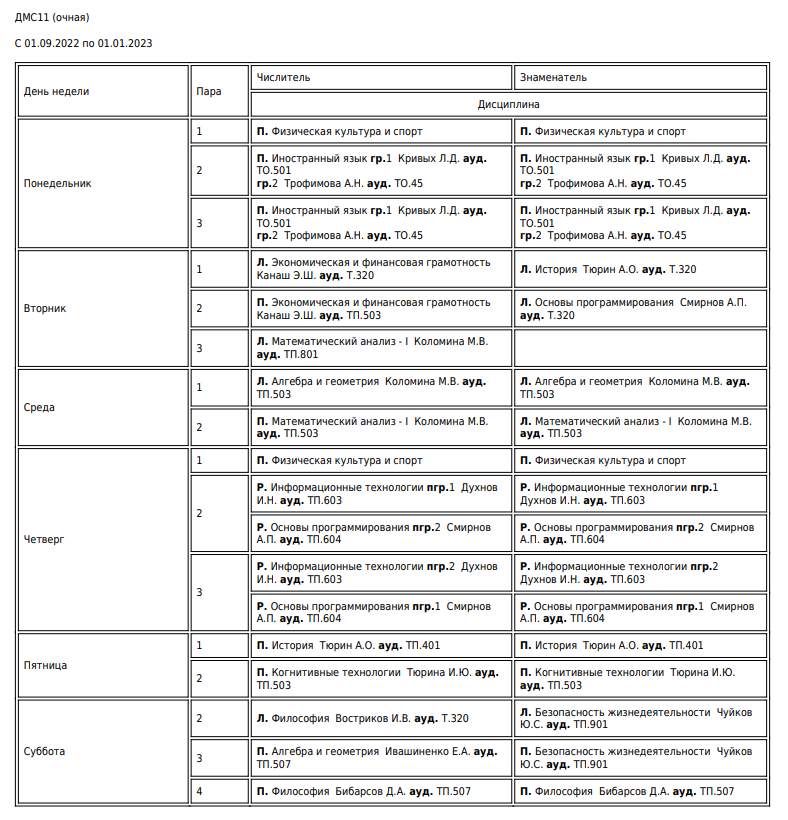 ДМС11 (очная)
С 01.09.2022 по 01.01.2023
День недели
Пара
Числитель
Знаменатель
Дисциплина
Понедельник
1
П. Физическая культура и спорт
П. Физическая культура и спорт
2
П. Иностранный язык гр.1 Кривых Л.Д. ауд.
ТО.501
гр.2 Трофимова А.Н. ауд. ТО.45
П. Иностранный язык гр.1 Кривых Л.Д. ауд.
ТО.501
гр.2 Трофимова А.Н. ауд. ТО.45
3
П. Иностранный язык гр.1 Кривых Л.Д. ауд.
ТО.501
гр.2 Трофимова А.Н. ауд. ТО.45
П. Иностранный язык гр.1 Кривых Л.Д. ауд.
ТО.501
гр.2 Трофимова А.Н. ауд. ТО.45
Вторник
1
Л. Экономическая и финансовая грамотность
Канаш Э.Ш. ауд. Т.320
Л. История Тюрин А.О. ауд. Т.320
2
П. Экономическая и финансовая грамотность
Канаш Э.Ш. ауд. ТП.503
Л. Основы программирования Смирнов А.П.
ауд. Т.320
3
Л. Математический анализ - I Коломина М.В.
ауд. ТП.801
Среда
1
Л. Алгебра и геометрия Коломина М.В. ауд.
ТП.503
Л. Алгебра и геометрия Коломина М.В. ауд.
ТП.503
2
П. Математический анализ - I Коломина М.В.
ауд. ТП.503
Л. Математический анализ - I Коломина М.В.
ауд. ТП.503
Четверг
1
П. Физическая культура и спорт
П. Физическая культура и спорт
2
Р. Информационные технологии пгр.1 Духнов
И.Н. ауд. ТП.603
Р. Информационные технологии пгр.1
Духнов И.Н. ауд. ТП.603
Р. Основы программирования пгр.2 Смирнов
А.П. ауд. ТП.604
Р. Основы программирования пгр.2 Смирнов
А.П. ауд. ТП.604
3
Р. Информационные технологии пгр.2 Духнов
И.Н. ауд. ТП.603
Р. Информационные технологии пгр.2
Духнов И.Н. ауд. ТП.603
Р. Основы программирования пгр.1 Смирнов
А.П. ауд. ТП.604
Р. Основы программирования пгр.1 Смирнов
А.П. ауд. ТП.604
Пятница
1
П. История Тюрин А.О. ауд. ТП.401
П. История Тюрин А.О. ауд. ТП.401
2
П. Когнитивные технологии Тюрина И.Ю. ауд.
ТП.503
П. Когнитивные технологии Тюрина И.Ю.
ауд. ТП.503
Суббота
2
Л. Философия Востриков И.В. ауд. Т.320
Л. Безопасность жизнедеятельности Чуйков
Ю.С. ауд. ТП.901
3
П. Алгебра и геометрия Ивашиненко Е.А. ауд.
ТП.507
П. Безопасность жизнедеятельности Чуйков
Ю.С. ауд. ТП.901
4
П. Философия Бибарсов Д.А. ауд. ТП.507
П. Философия Бибарсов Д.А. ауд. ТП.507